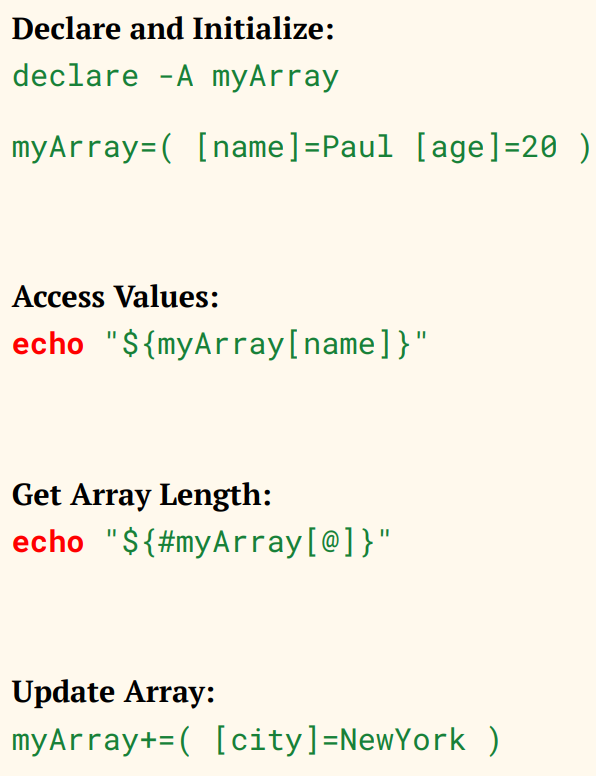 Declare and Initialize:
declare -A myArray
myArray=( [name]=Paul [age]=20 )
Access Values:
echo "${myArray[name]}"
Get Array Length:
echo "${#myArray[@]}"
Update Array:
myArray+=( [city]=NewYork )